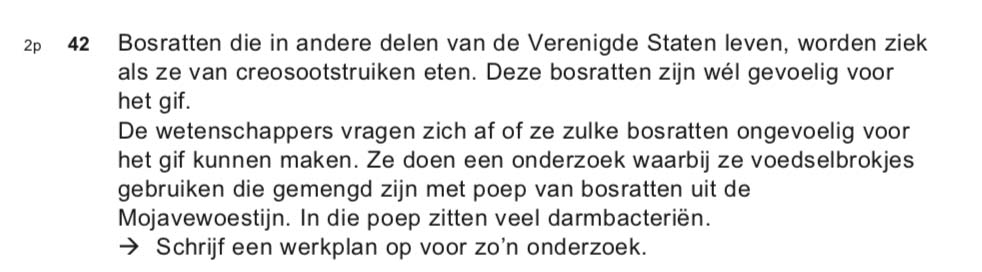 2p 42 Bosratten die in andere delen van de Verenigde Staten leven, worden ziek
als ze van creosootstruiken eten. Deze bosratten zijn wél gevoelig voor
het gif.
De wetenschappers vragen zich af of ze zulke bosratten ongevoelig voor
het gif kunnen maken. Ze doen een onderzoek waarbij ze voedselbrokjes
gebruiken die gemengd zijn met poep van bosratten uit de
Mojavewoestijn. In die poep zitten veel darmbacteriën.
→ Schrijf een werkplan op voor zo'n onderzoek.